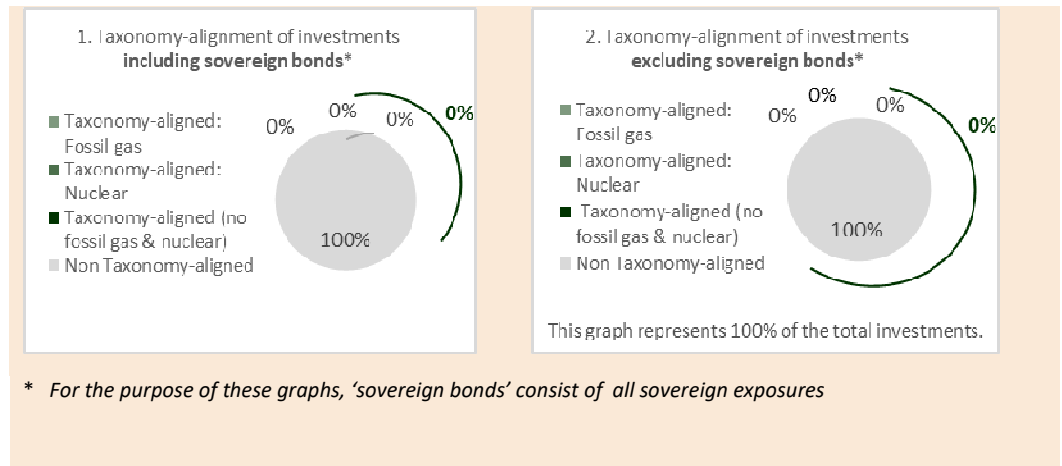 1. Taxonomy-alignment of investments
including sovereign bonds*
Taxonomy-aligned:
Fossil gas
Taxonomy-aligned:
Nuclear
Taxonomy-aligned (no
fossil gas & nuclear)
Non Taxonomy-aligned
0%
0%
0%
0%
100%
2. Taxonomy-alignment of investments
excluding sovereign bonds*
Taxonomy-aligned:
Fossil gas
Taxonomy-aligned:
Nuclear
Taxonomy-aligned (no
fossil gas & nuclear)
Non Taxonomy-aligned
0%
0%
0%
0%
100%
This graph represents 100% of the total investments.
* For the purpose of these graphs, ‘sovereign bonds’ consist of all sovereign exposures